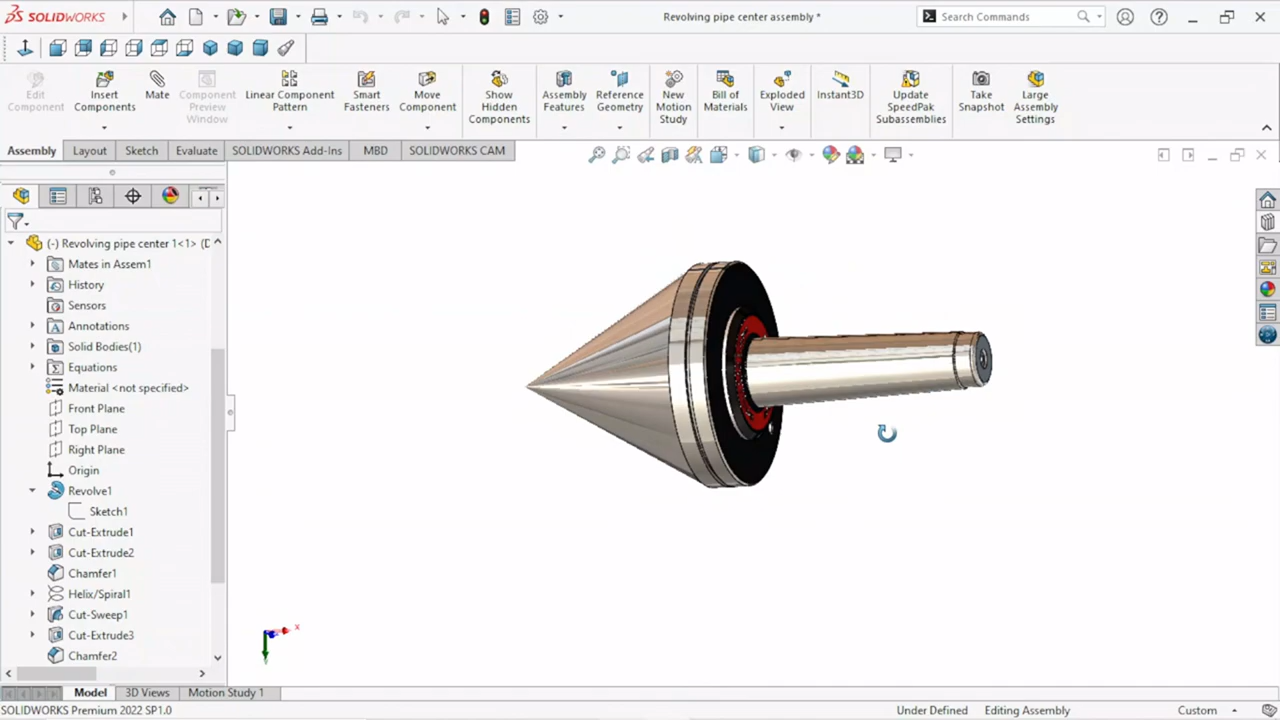 SOLIDWORKS
Revolving pipe center assembly *
Search Commands
Edit Component
Insert Components
Mate
Component Preview Window
Linear Component Pattern
Smart Fasteners
Move Component
Show Hidden Components
Assembly Features
Reference Geometry
New Motion Study
Bill of Materials
Exploded View
Instant3D
Update SpeedPak Subassemblies
Take Snapshot
Large Assembly Settings
Assembly
Layout
Sketch
Evaluate
SOLIDWORKS Add-Ins
MBD
SOLIDWORKS CAM
(-) Revolving pipe center 1<1> (D
Mates in Assem1
History
Sensors
Annotations
Solid Bodies(1)
Equations
Material <not specified>
Front Plane
Top Plane
Right Plane
Origin
Revolve1
Sketch1
Cut-Extrude1
Cut-Extrude2
Chamfer1
Helix/Spiral1
Cut-Sweep1
Cut-Extrude3
Chamfer2
x
Model
3D Views
Motion Study 1
SOLIDWORKS Premium 2022 SP1.0
Under Defined
Editing Assembly
Custom